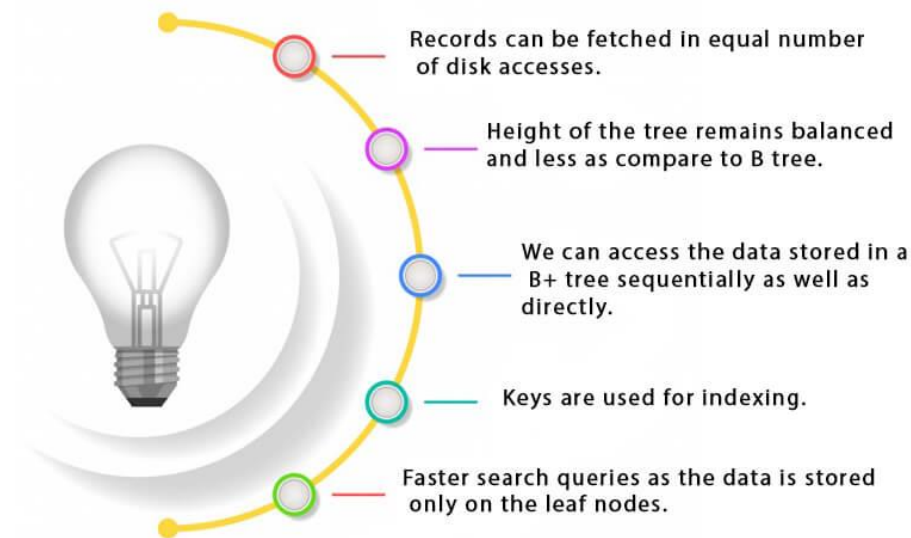 Records can be fetched in equal number
of disk accesses.
Height of the tree remains balanced
and less as compare to B tree.
We can access the data stored in a
B+ tree sequentially as well as
directly.
Keys are used for indexing.
Faster search queries as the data is stored
only on the leaf nodes.